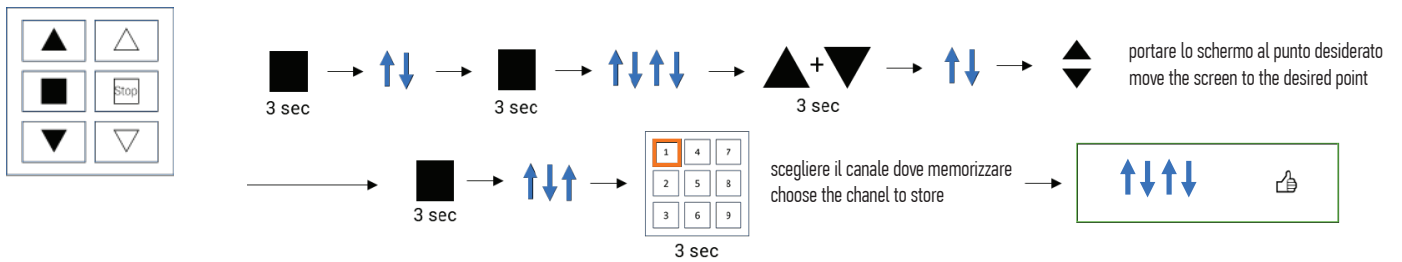 Stop
3 sec
3 sec
+
3 sec
portare lo schermo al punto desiderato
move the screen to the desired point
3 sec
1 4 7
2 5 8
3 6 9
3 sec
scegliere il canale dove memorizzare
choose the chanel to store